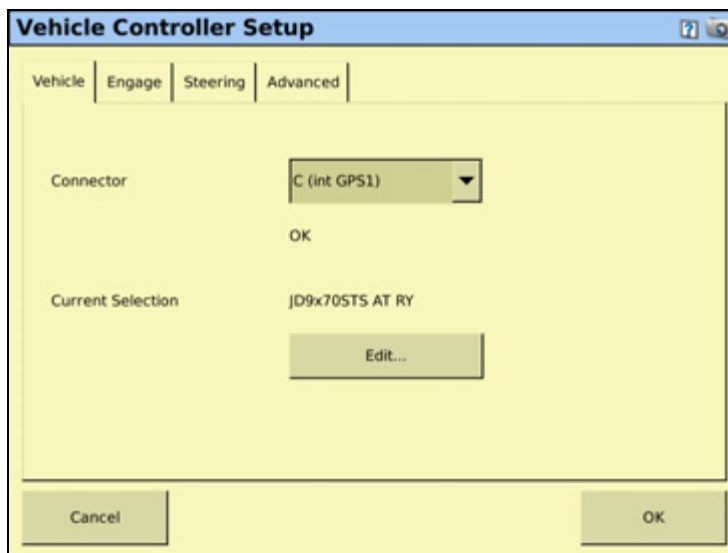 Vehicle Controller Setup ?
Vehicle Engage Steering Advanced
Connector C (int GPS1)
OK
Current Selection JD9x70STS AT RY
Edit...
Cancel OK